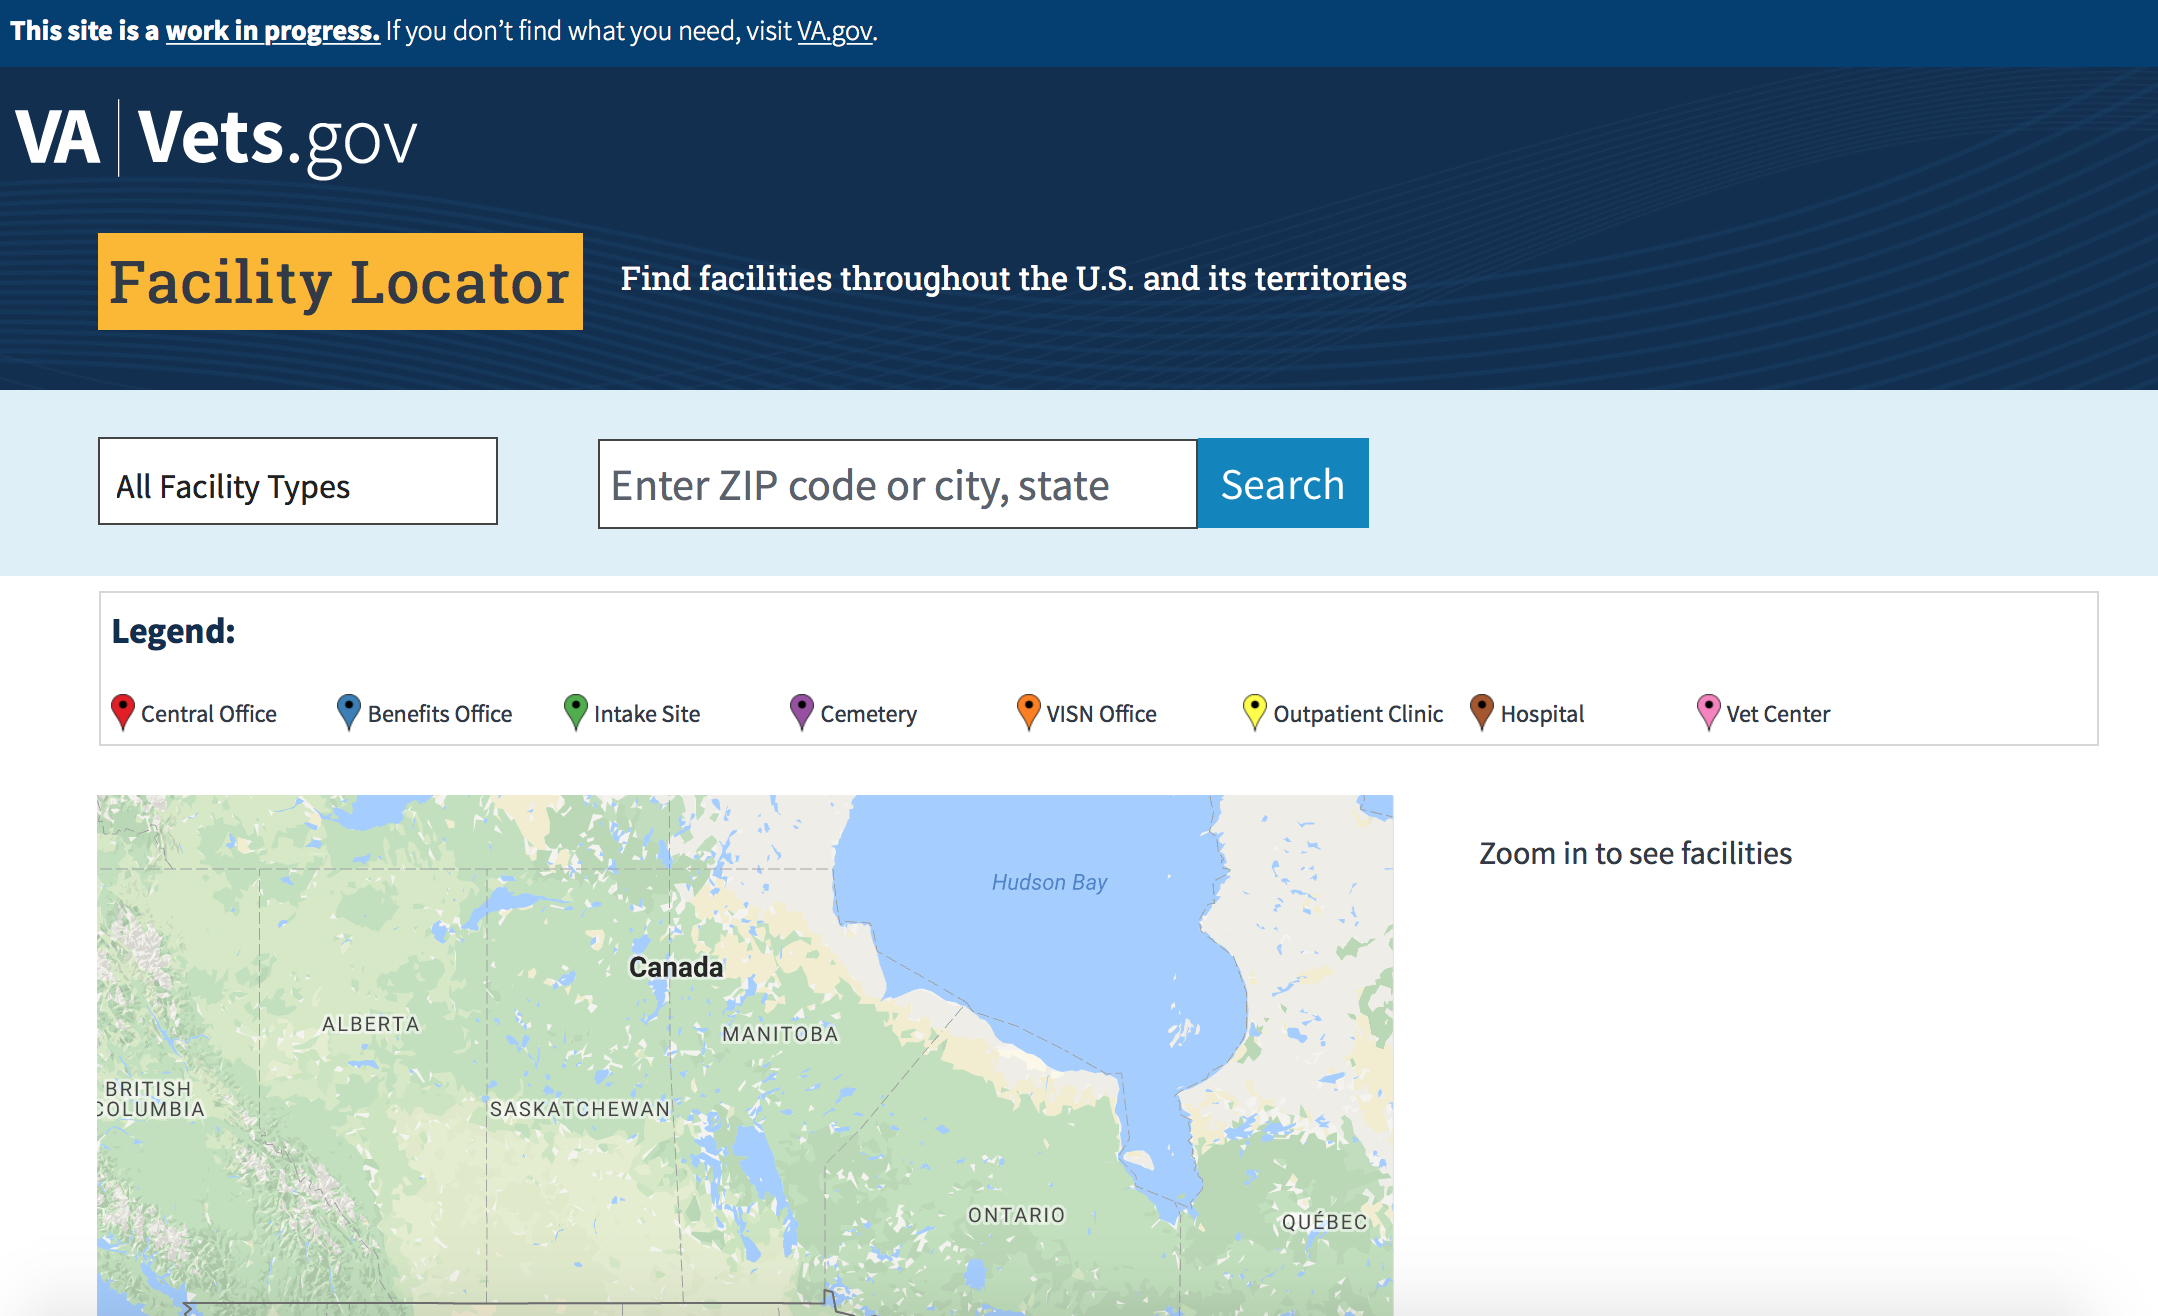 This site is a work in progress. If you don’t find what you need, visit VA.gov.
VA | Vets.gov
Facility Locator
Find facilities throughout the U.S. and its territories
All Facility Types
Enter ZIP code or city, state
Search
Legend:
Central Office
Benefits Office
Intake Site
Cemetery
VISN Office
Outpatient Clinic
Hospital
Vet Center
Zoom in to see facilities
Hudson Bay
Canada
ALBERTA
MANITOBA
BRITISH
COLUMBIA
SASKATCHEWAN
ONTARIO
QUÉBEC